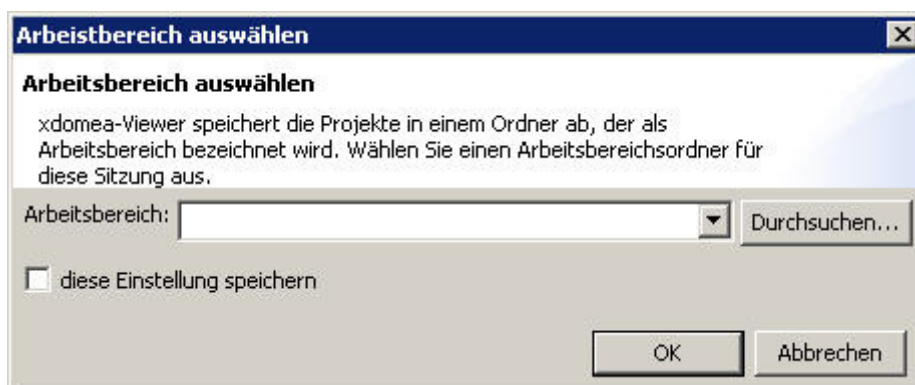 Arbeistbereich auswählen
Arbeitsbereich auswählen
xdomea-Viewer speichert die Projekte in einem Ordner ab, der als
Arbeitsbereich bezeichnet wird. Wählen Sie einen Arbeitsbereichsordner für
diese Sitzung aus.
Arbeitsbereich: Durchsuchen...
diese Einstellung speichern
OK Abbrechen